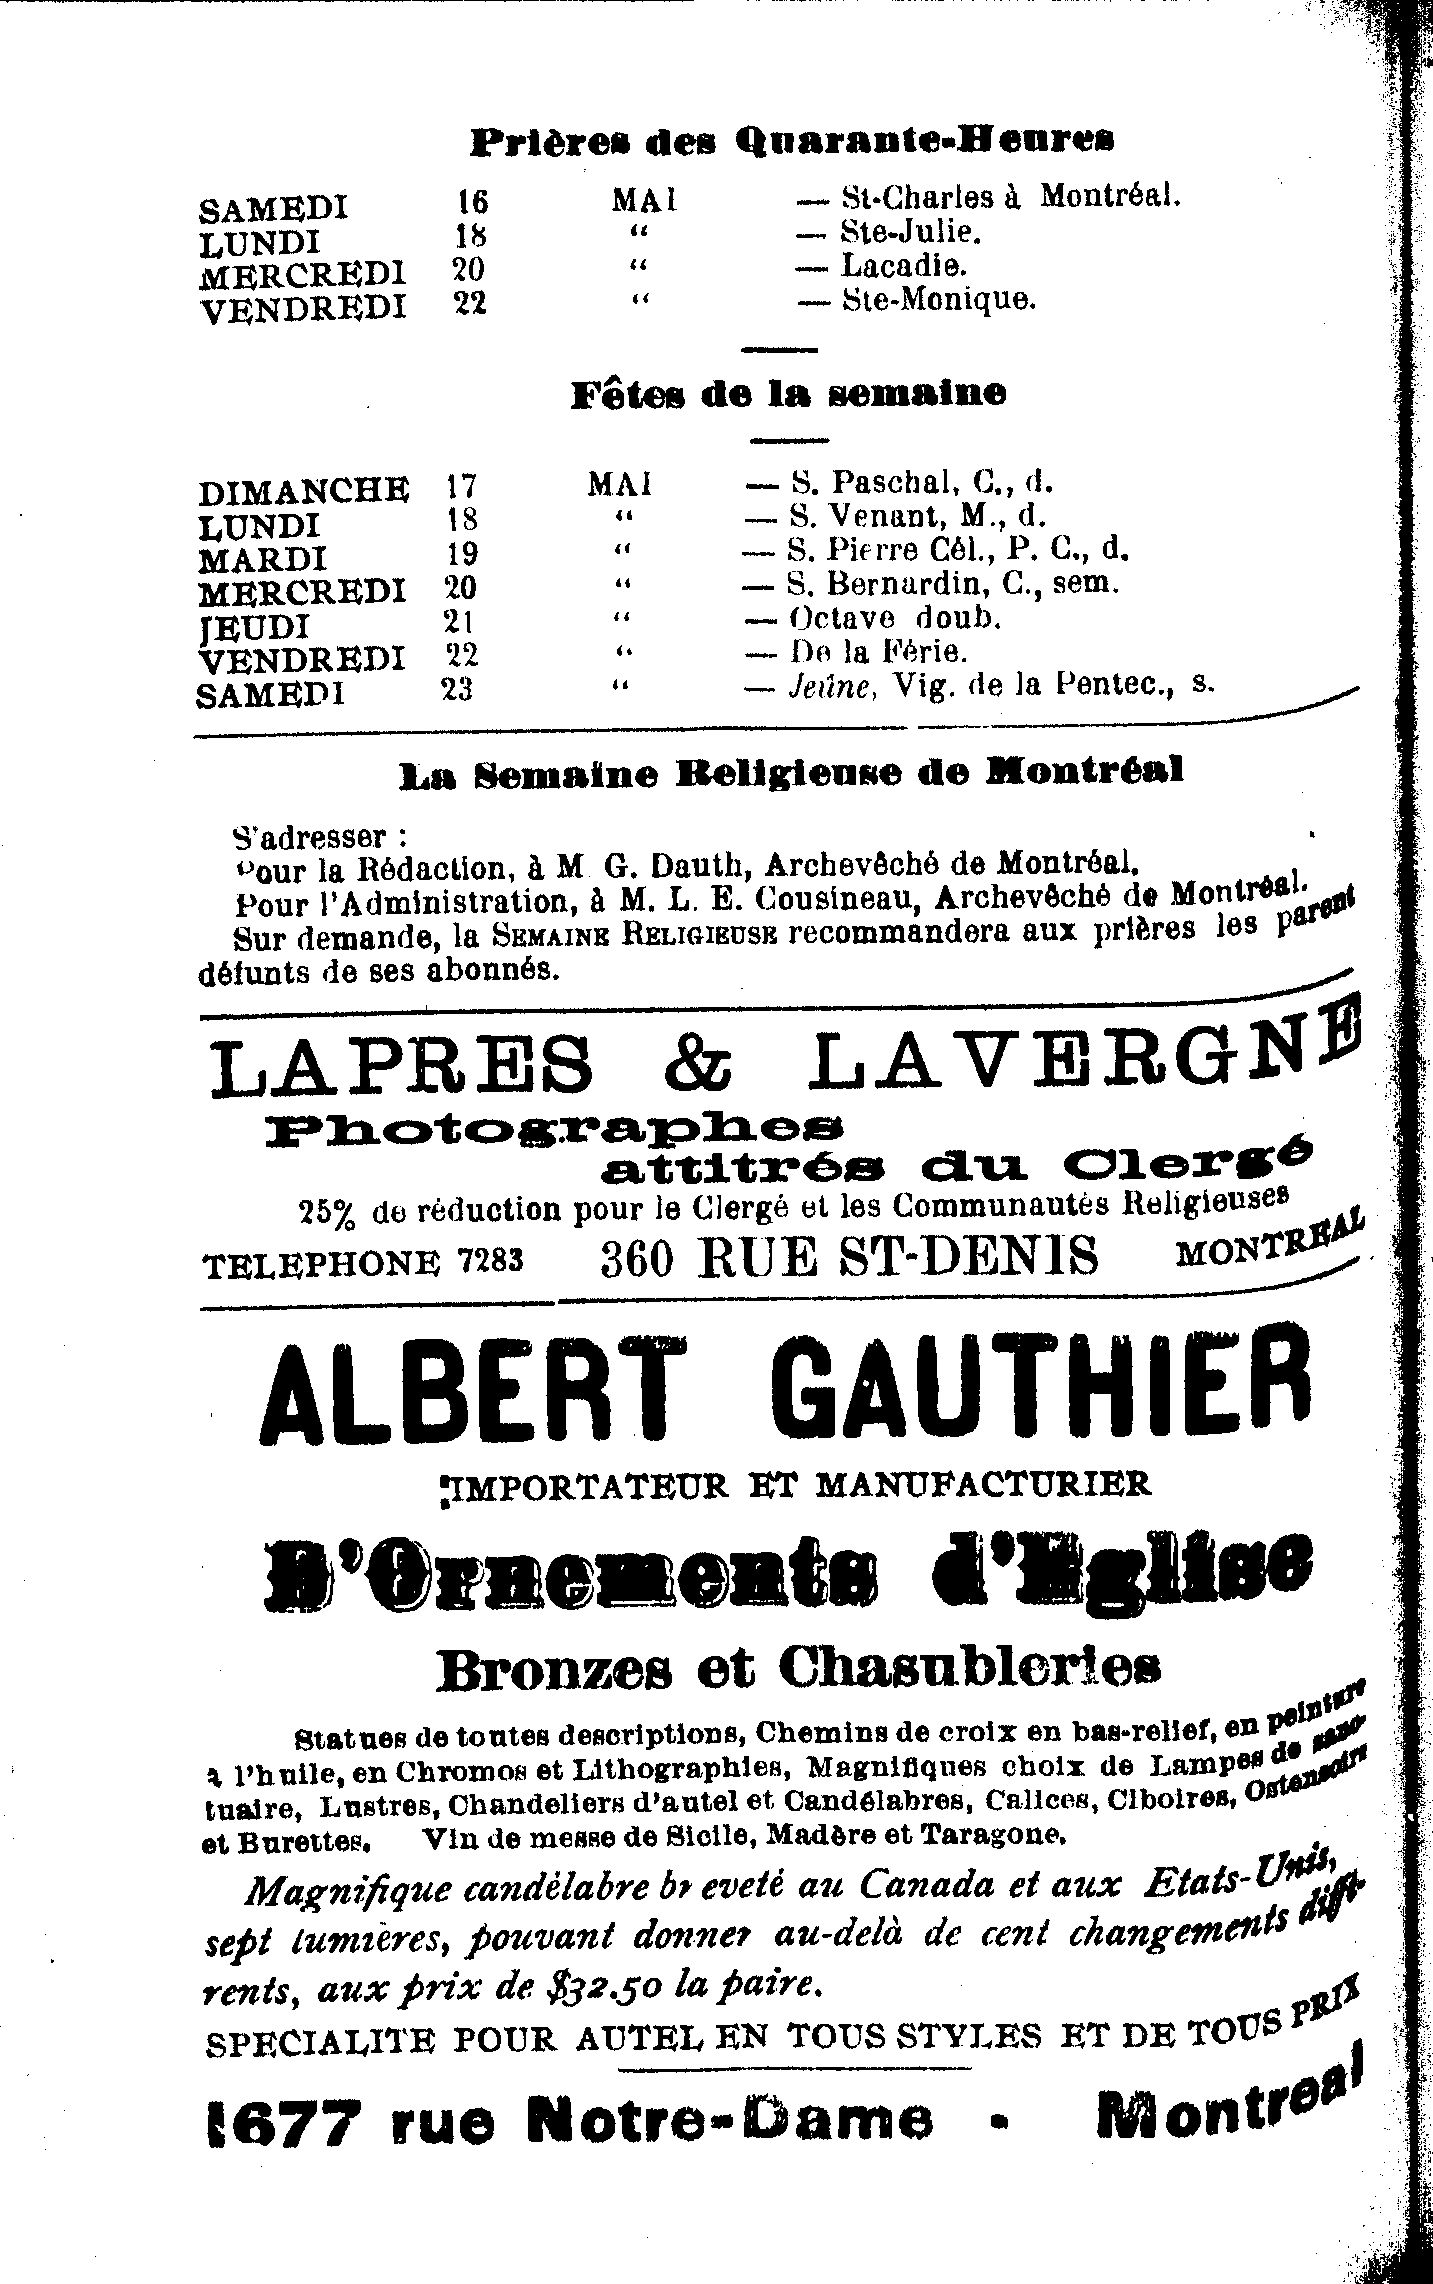 Prières des Quarante-Heures
SAMEDI 16 MAI — St-Charles à Montréal.
LUNDI 18 “ — Ste-Julie.
MERCREDI 20 “ — Lacadie.
VENDREDI 22 “ — Ste-Monique.
Fêtes de la semaine
DIMANCHE 17 MAI — S. Paschal, C., d.
LUNDI 18 “ — S. Venant, M., d.
MARDI 19 “ — S. Pierre Cél., P. C., d.
MERCREDI 20 “ — S. Bernardin, C., sem.
JEUDI 21 “ — Octave doub.
VENDREDI 22 “ — De la Férie.
SAMEDI 23 “ — Jeûne, Vig. de la Pentec., s.
La Semaine Religieuse de Montréal
S'adresser :
Pour la Rédaction, à M G. Dauth, Archevêché de Montréal.
Pour l'Administration, à M. L. E. Cousineau, Archevêché de Montréal.
Sur demande, la SEMAINE RELIGIEUSE recommandera aux prières les parent
défunts de ses abonnés.
LAPRES & LAVERGNE
Photographes
attitrés du Clergé
25% de réduction pour le Clergé et les Communautés Religieuses
TELEPHONE 7283 360 RUE ST-DENIS MONTREAL
ALBERT GAUTHIER
IMPORTATEUR ET MANUFACTURIER
D'Ornements d'Eglise
Bronzes et Chasubleries
Statues de toutes descriptions, Chemins de croix en bas-relief, en peinture
à l'huile, en Chromos et Lithographies, Magnifiques choix de Lampes de sanc-
tuaire, Lustres, Chandeliers d'autel et Candélabres, Calices, Ciboires, Ostensoirs
et Burettes. Vin de messe de Sicile, Madère et Taragone.
Magnifique candélabre breveté au Canada et aux Etats-Unis,
sept lumières, pouvant donner au-delà de cent changements diffé-
rents, aux prix de $32.50 la paire.
SPECIALITE POUR AUTEL EN TOUS STYLES ET DE TOUS PRIX
1677 rue Notre-Dame - Montreal